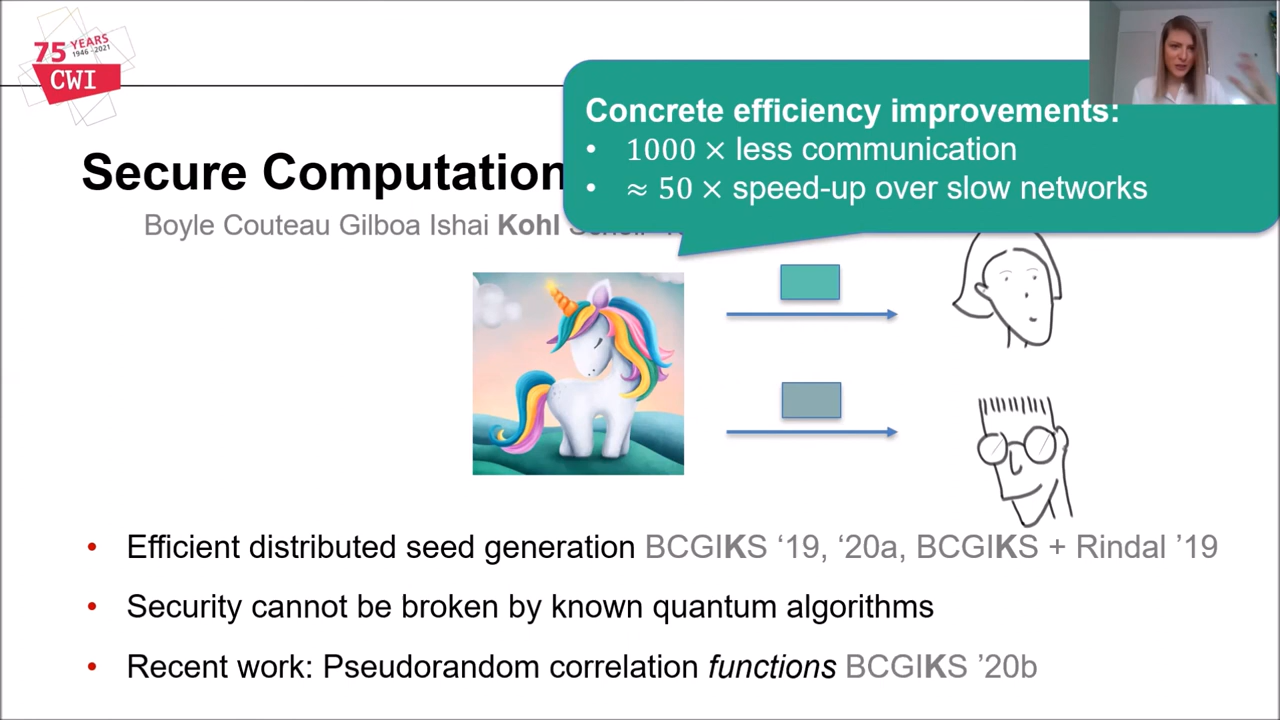 75 YEARS
1946 - 2021
CWI
Concrete efficiency improvements:
• 1000 × less communication
• ≈ 50 × speed-up over slow networks
Secure Computation
Boyle Couteau Gilboa Ishai Kohl
• Efficient distributed seed generation BCGIKS ‘19, ‘20a, BCGIKS + Rindal ’19
• Security cannot be broken by known quantum algorithms
• Recent work: Pseudorandom correlation functions BCGIKS ’20b